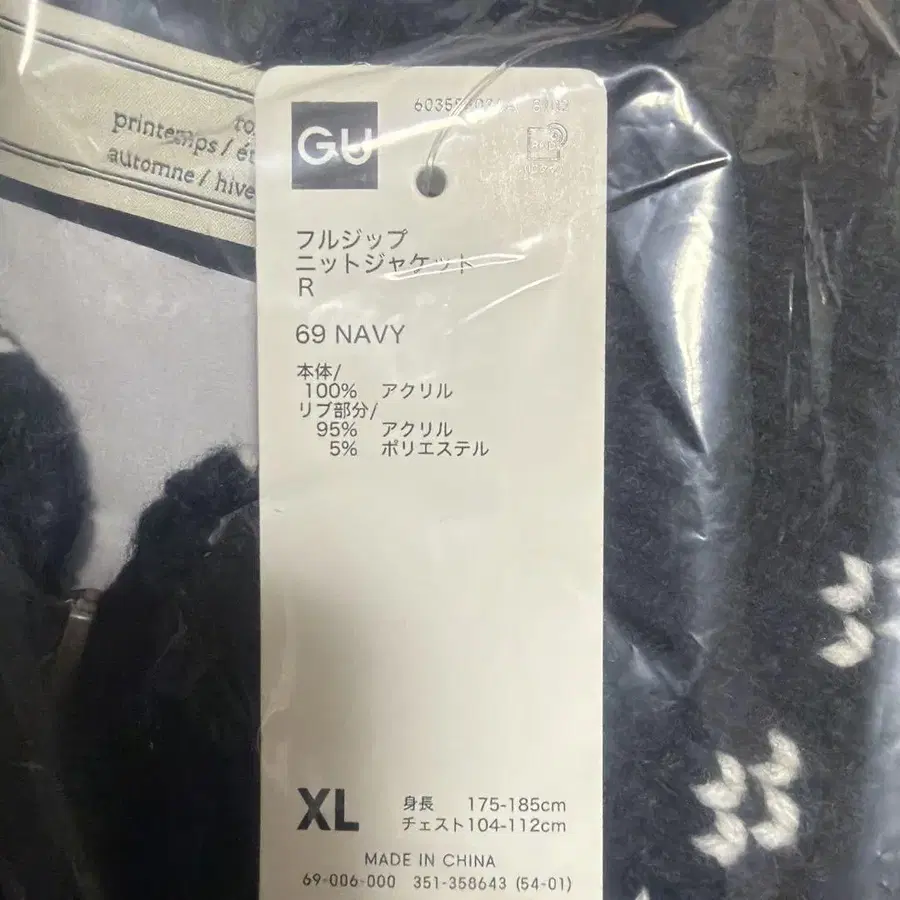 printemps / é
automne / hive
GU
フルジップ
ニットジャケット
R
69 NAVY
本体/
100% アクリル
リブ部分/
95% アクリル
5% ポリエステル
XL
身長 175-185cm
チェスト104-112cm
MADE IN CHINA
69-006-000 351-358643 (54-01)